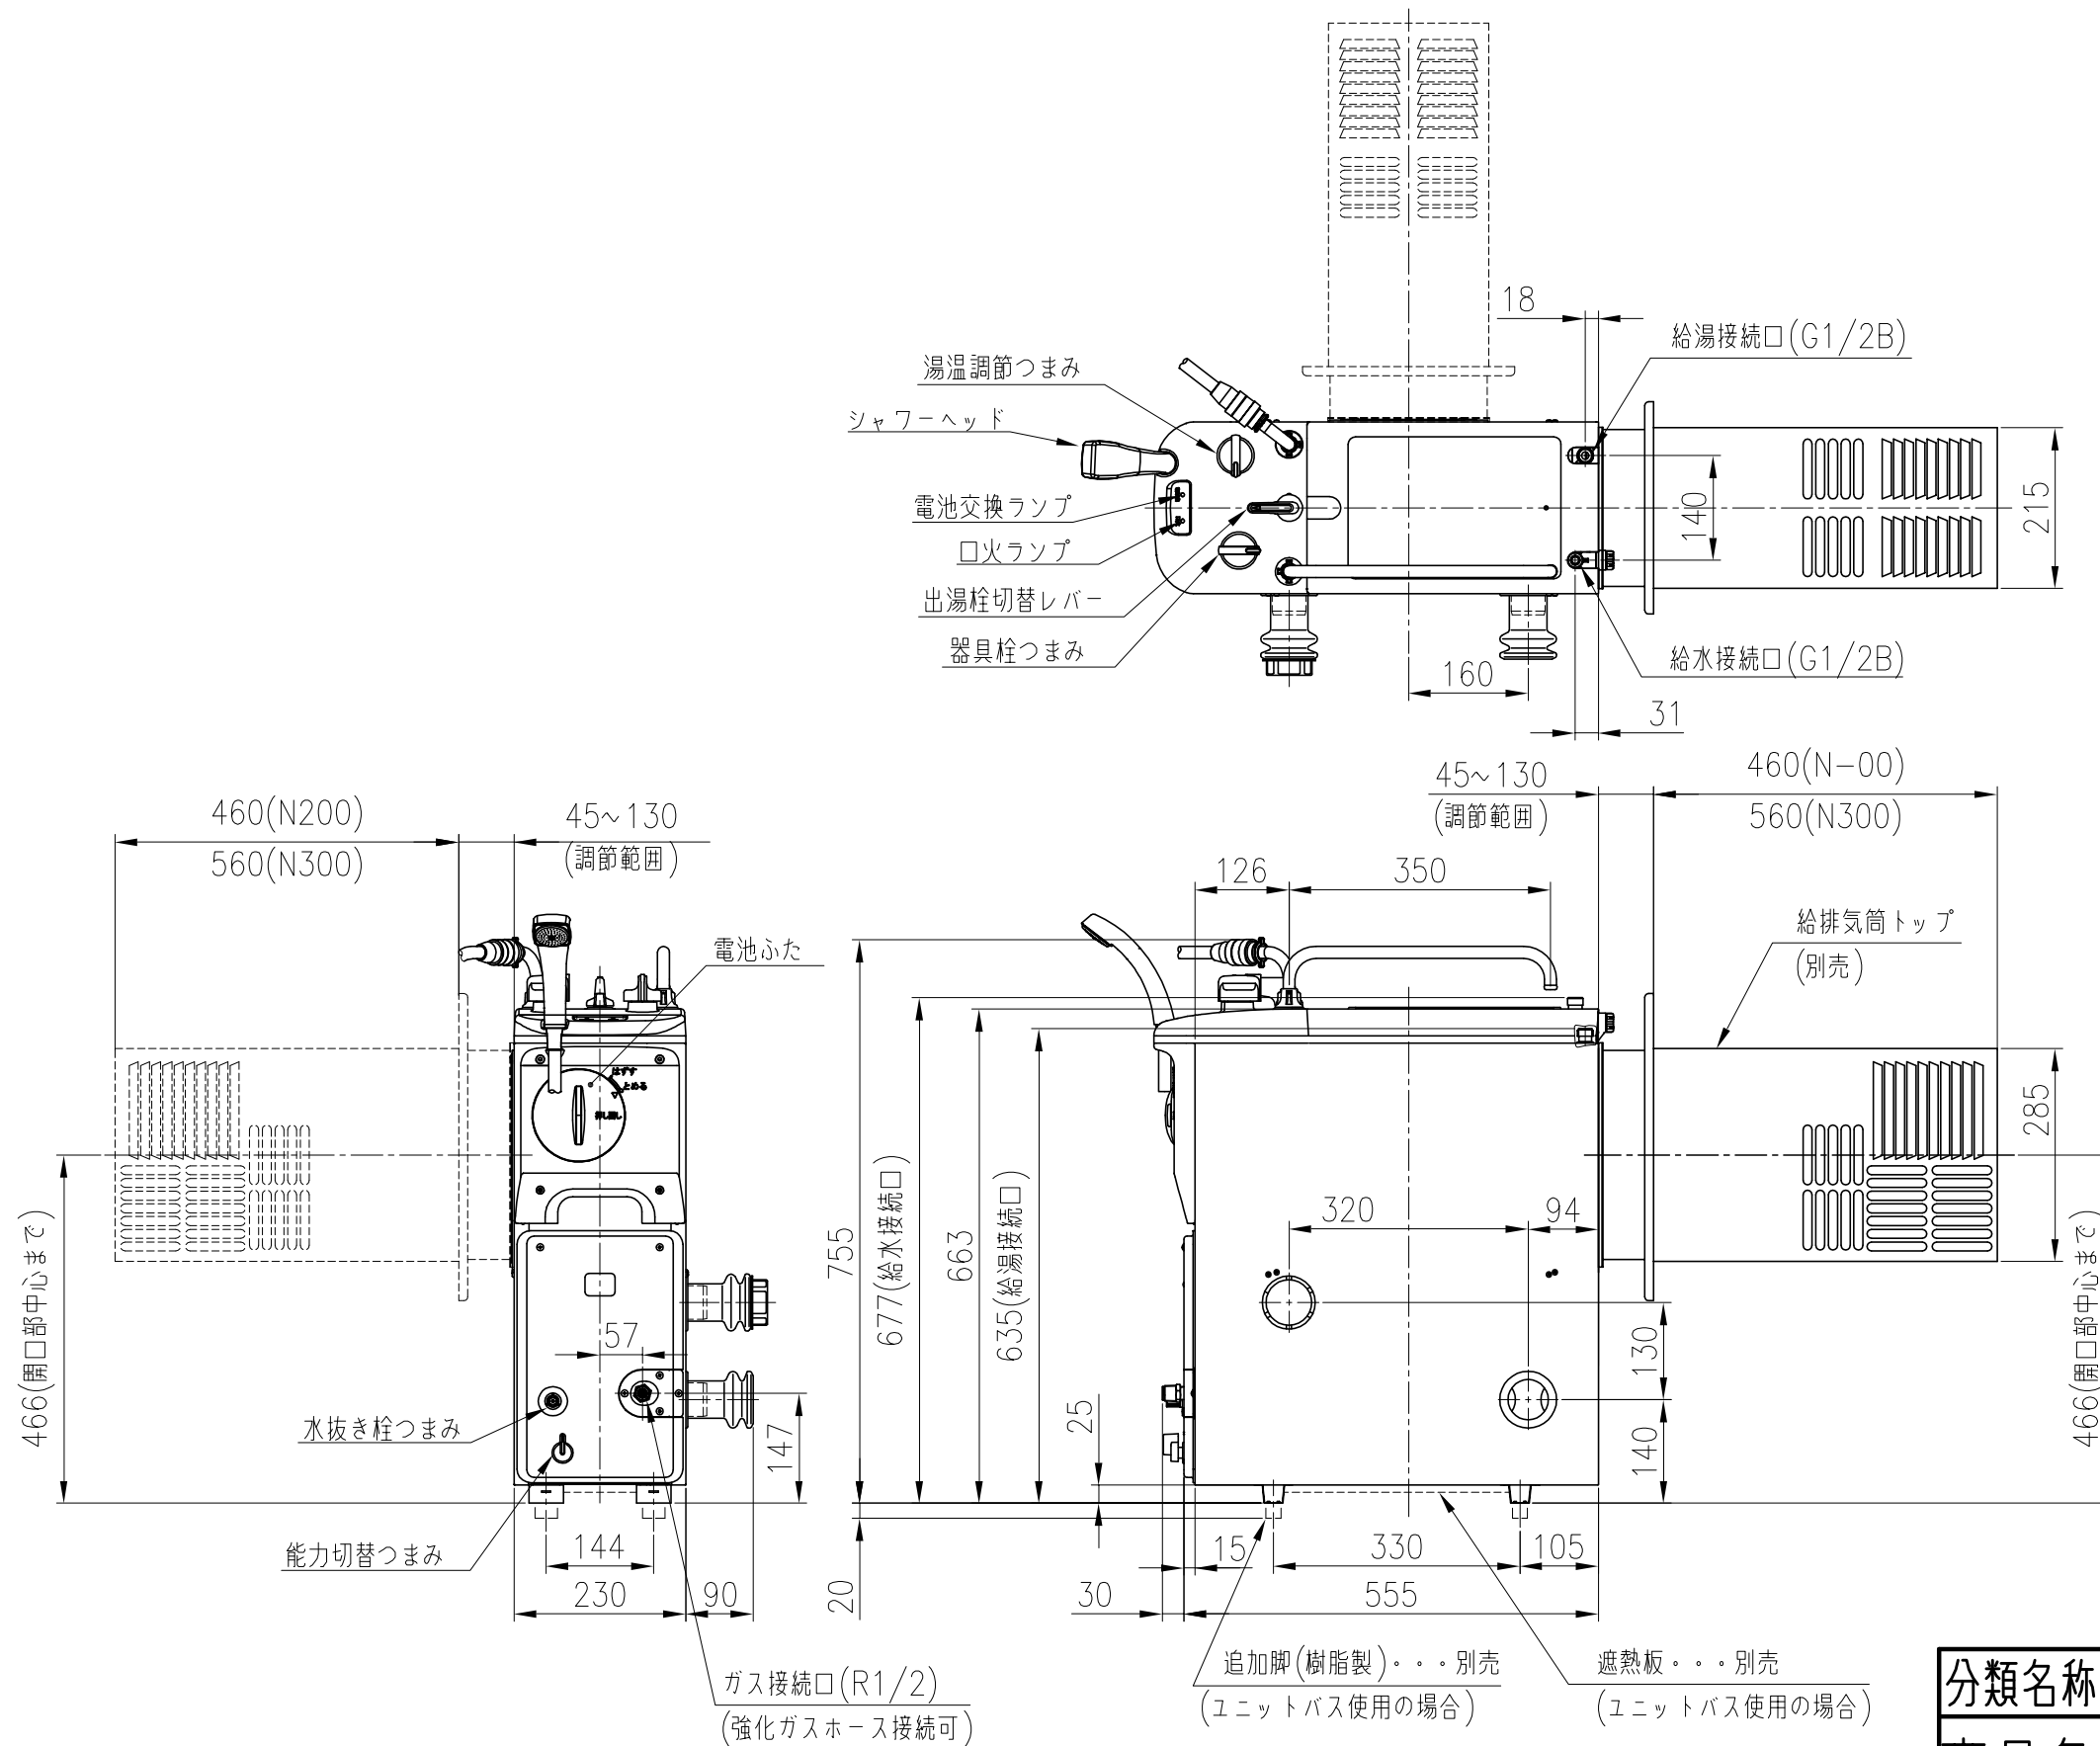 18
給湯接続口(G1/2B)
湯温調節つまみ
シャワーヘッド
電池交換ランプ
口火ランプ
出湯栓切替レバー
器具栓つまみ
140
215
給水接続口(G1/2B)
160
31
460(N200)
560(N300)
45~130
(調節範囲)
45~130
(調節範囲)
460(N-00)
560(N300)
126
350
電池ふた
給排気筒トップ
(別売)
はずす
とめる
押し回し
755
677(給水接続口)
663
635(給湯接続口)
320
94
285
466(開口部中心まで)
466(開口部中心まで)
57
130
147
25
140
水抜き栓つまみ
能力切替つまみ
144
230
90
20
15
330
105
30
555
ガス接続口(R1/2)
(強化ガスホース接続可)
追加脚(樹脂製)・・・別売
(ユニットバス使用の場合)
遮熱板・・・別売
(ユニットバス使用の場合)
分類名称